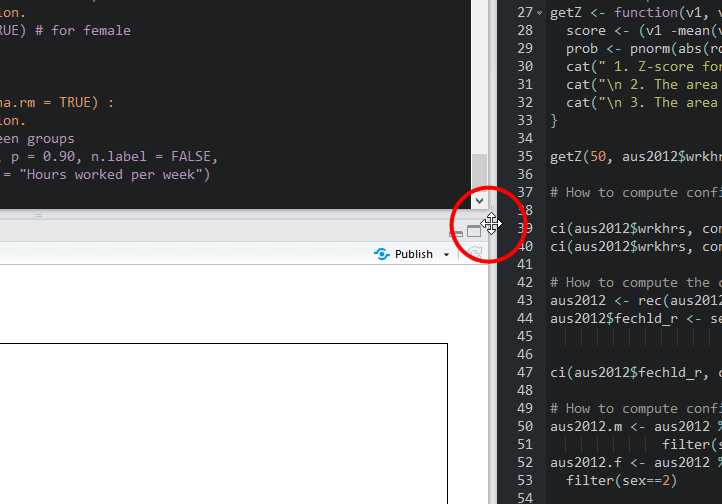 ion.
RUE) # for female
na.rm = TRUE) :
ion.
een groups
, p = 0.90, n.label = FALSE,
= "Hours worked per week")
Publish
27 getZ <- function(v1, v
28 score <- (v1 -mean(v
29 prob <- pnorm(abs(ro
30 cat(" 1. Z-score for
31 cat("\n 2. The area
32 cat("\n 3. The area
33 }
34
35 getZ(50, aus2012$wrkhr
36
37 # How to compute confi
38
39 ci(aus2012$wrkhrs, con
40 ci(aus2012$wrkhrs, con
41
42 # How to compute the c
43 aus2012 <- rec(aus2012
44 aus2012$fechld_r <- se
45
46
47 ci(aus2012$fechld_r, c
48
49 # How to compute confi
50 aus2012.m <- aus2012 %
51 filter(s
52 aus2012.f <- aus2012 %
53 filter(sex==2)
54